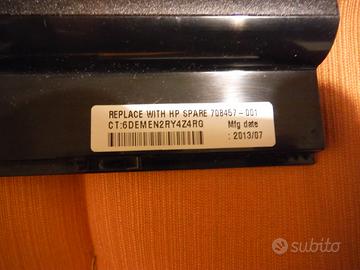 REPLACE WITH HP SPARE 708457-001
CT:6DEMEN2RY4Z4RG Mfg date
: 2013/07
subito